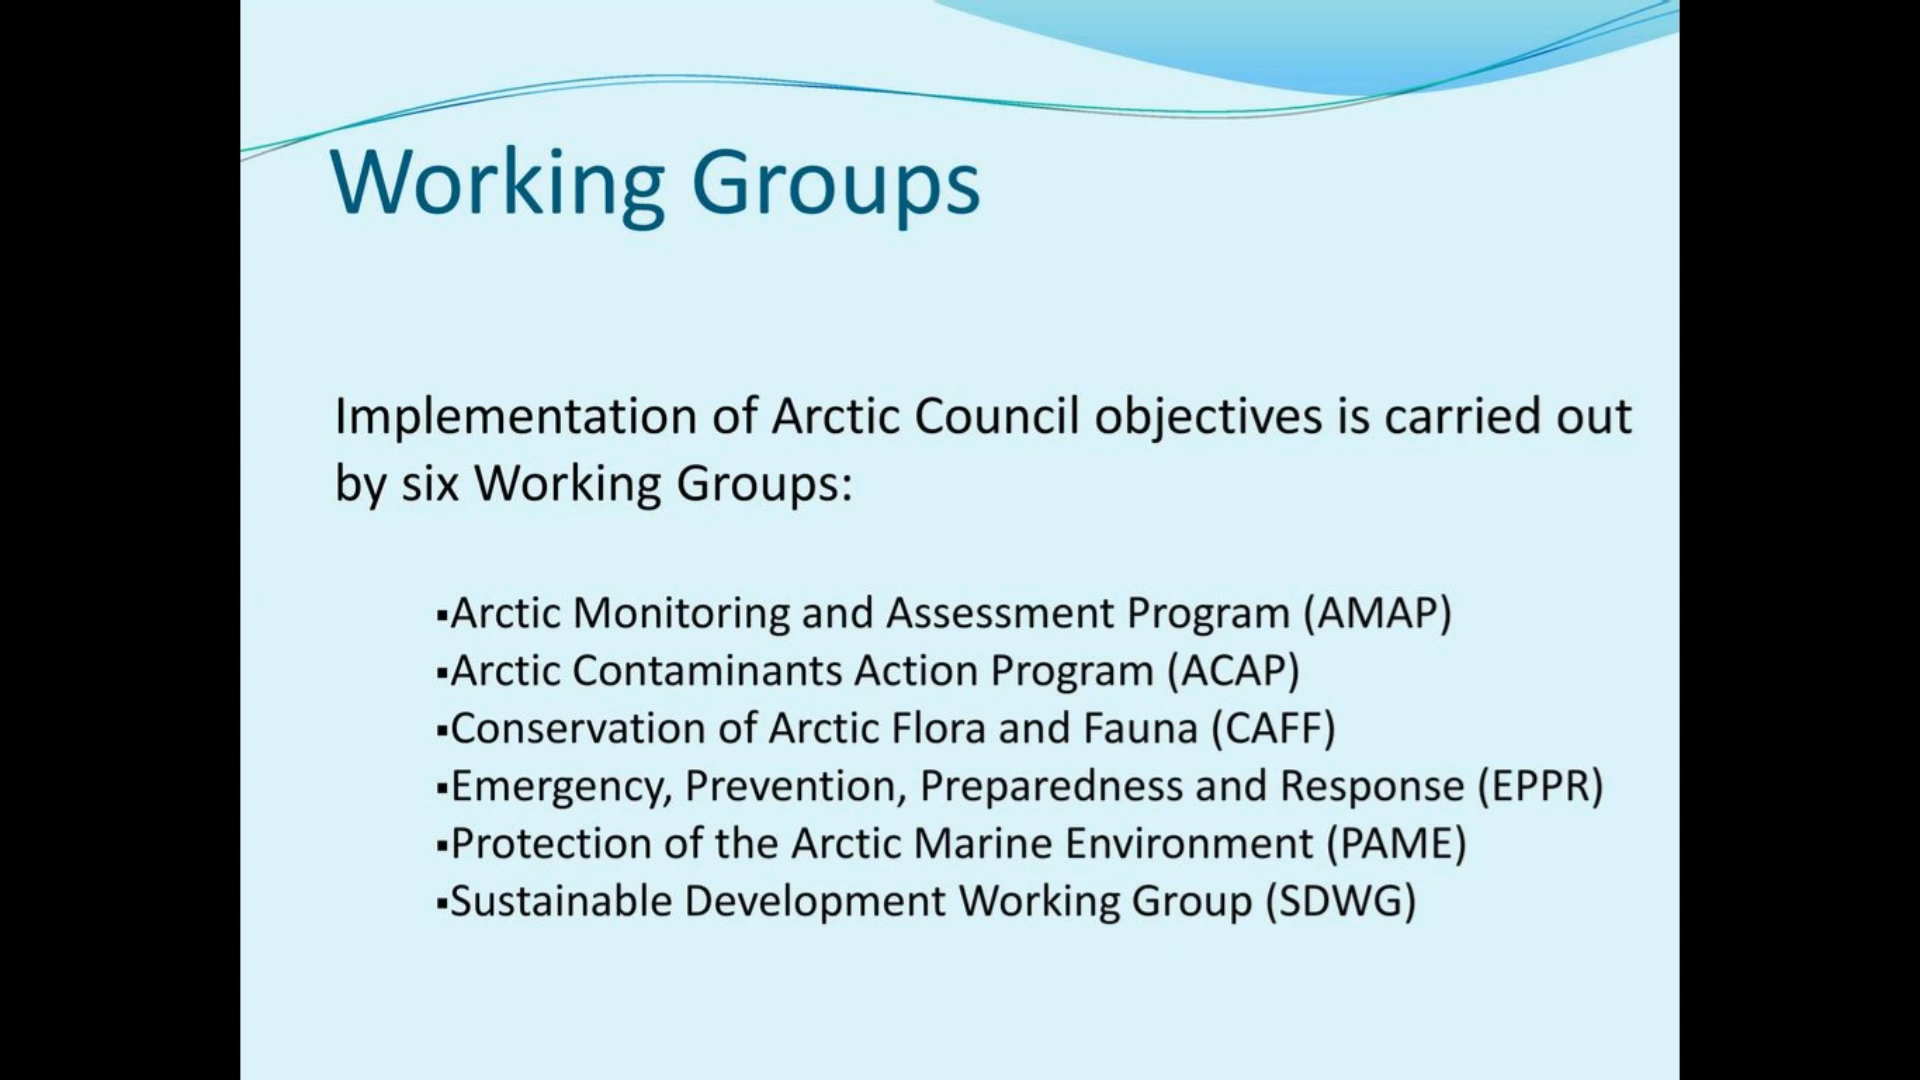 Working Groups
Implementation of Arctic Council objectives is carried out
by six Working Groups:
▪Arctic Monitoring and Assessment Program (AMAP)
▪Arctic Contaminants Action Program (ACAP)
▪Conservation of Arctic Flora and Fauna (CAFF)
▪Emergency, Prevention, Preparedness and Response (EPPR)
▪Protection of the Arctic Marine Environment (PAME)
▪Sustainable Development Working Group (SDWG)